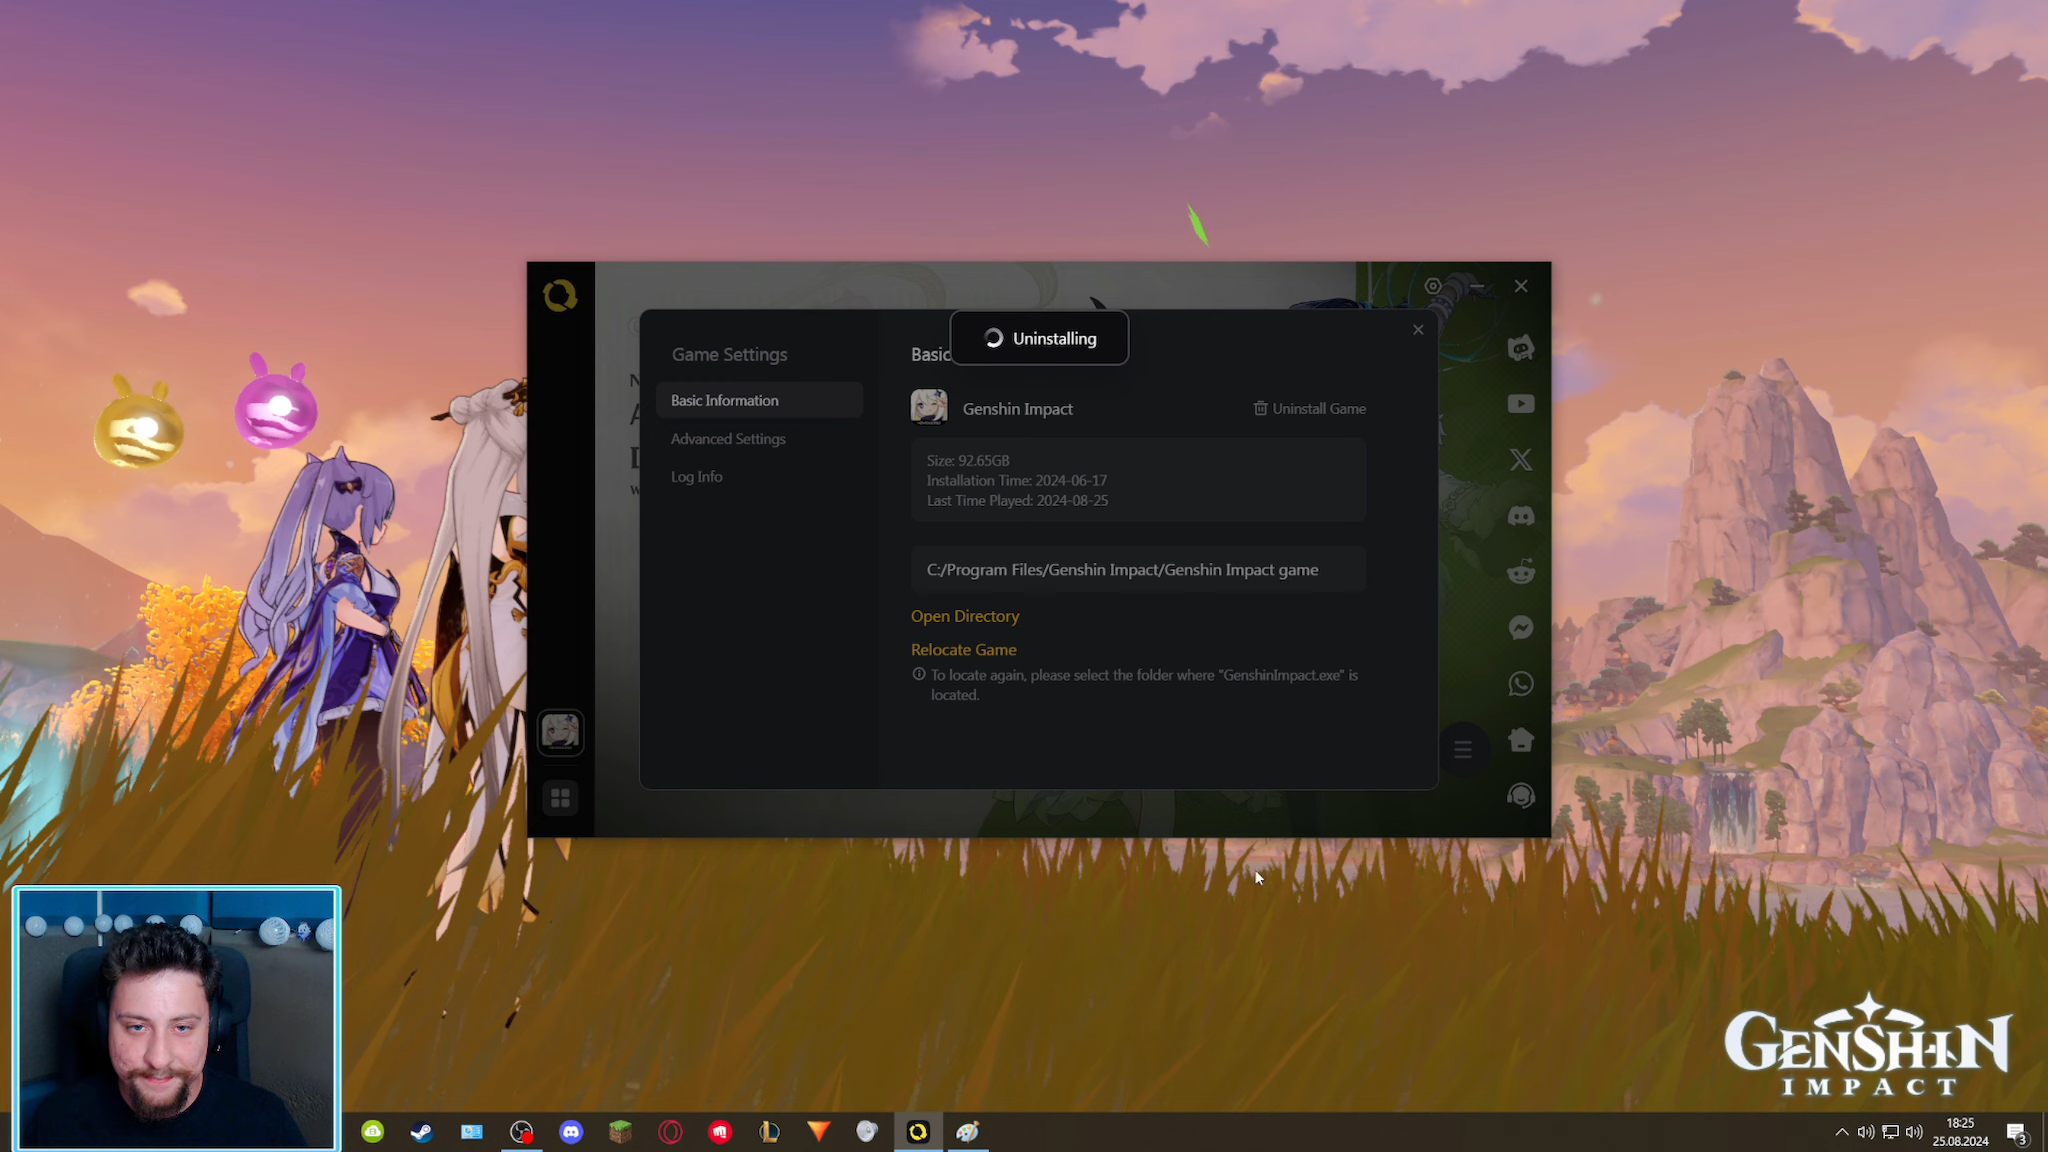 Uninstalling
Game Settings
Basic
Basic Information
Advanced Settings
Log Info
Genshin Impact
Uninstall Game
Size: 92.65GB
Installation Time: 2024-06-17
Last Time Played: 2024-08-25
C:/Program Files/Genshin Impact/Genshin Impact game
Open Directory
Relocate Game
To locate again, please select the folder where "GenshinImpact.exe" is
located.
GENSHIN
IMPACT
18:25
25.08.2024
3